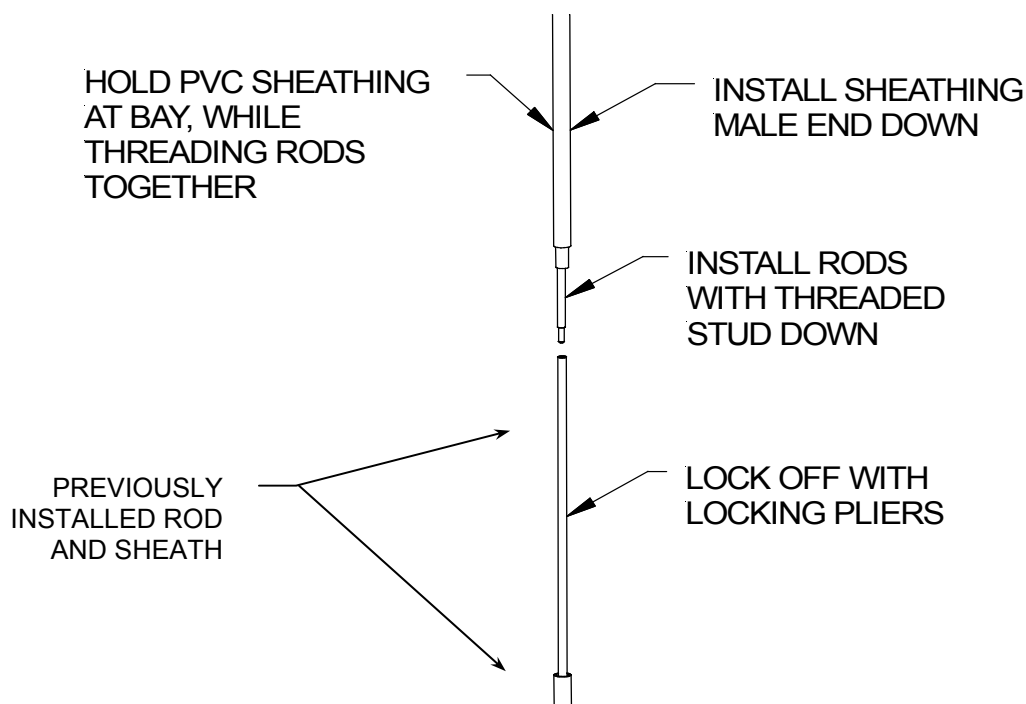 HOLD PVC SHEATHING
AT BAY, WHILE
THREADING RODS
TOGETHER
INSTALL SHEATHING
MALE END DOWN
INSTALL RODS
WITH THREADED
STUD DOWN
PREVIOUSLY
INSTALLED ROD
AND SHEATH
LOCK OFF WITH
LOCKING PLIERS